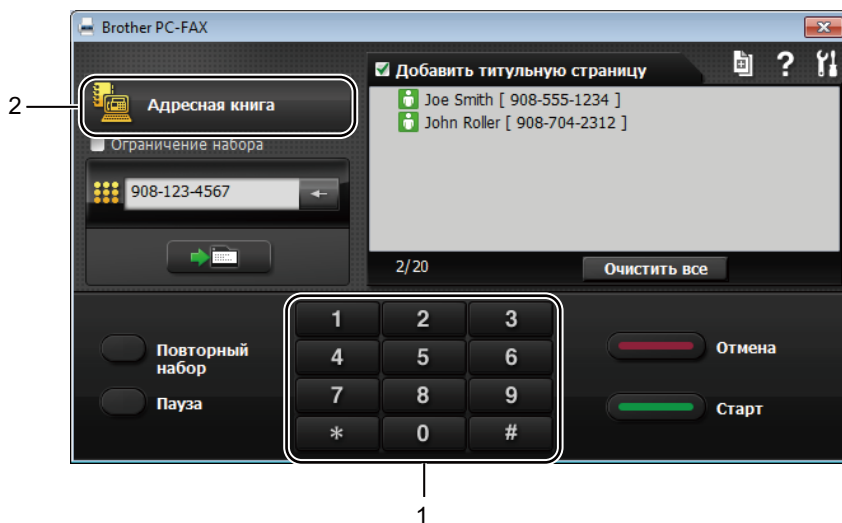 Brother PC-FAX
2
Адресная книга
Ограничение набора
908-123-4567
Добавить титульную страницу
?
Joe Smith [ 908-555-1234 ]
John Roller [ 908-704-2312 ]
2/20
Очистить все
Повторный
набор
Пауза
1 2 3
4 5 6
7 8 9
* 0 #
Отмена
Старт
1